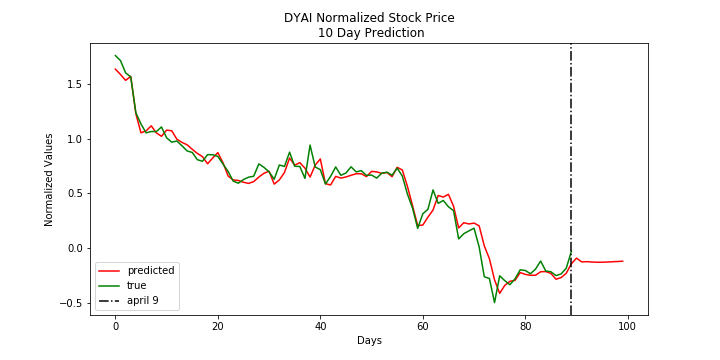 DYAI Normalized Stock Price
10 Day Prediction
Normalized Values
1.5
1.0
0.5
0.0
−0.5
predicted
true
april 9
0
20
40
60
80
100
Days